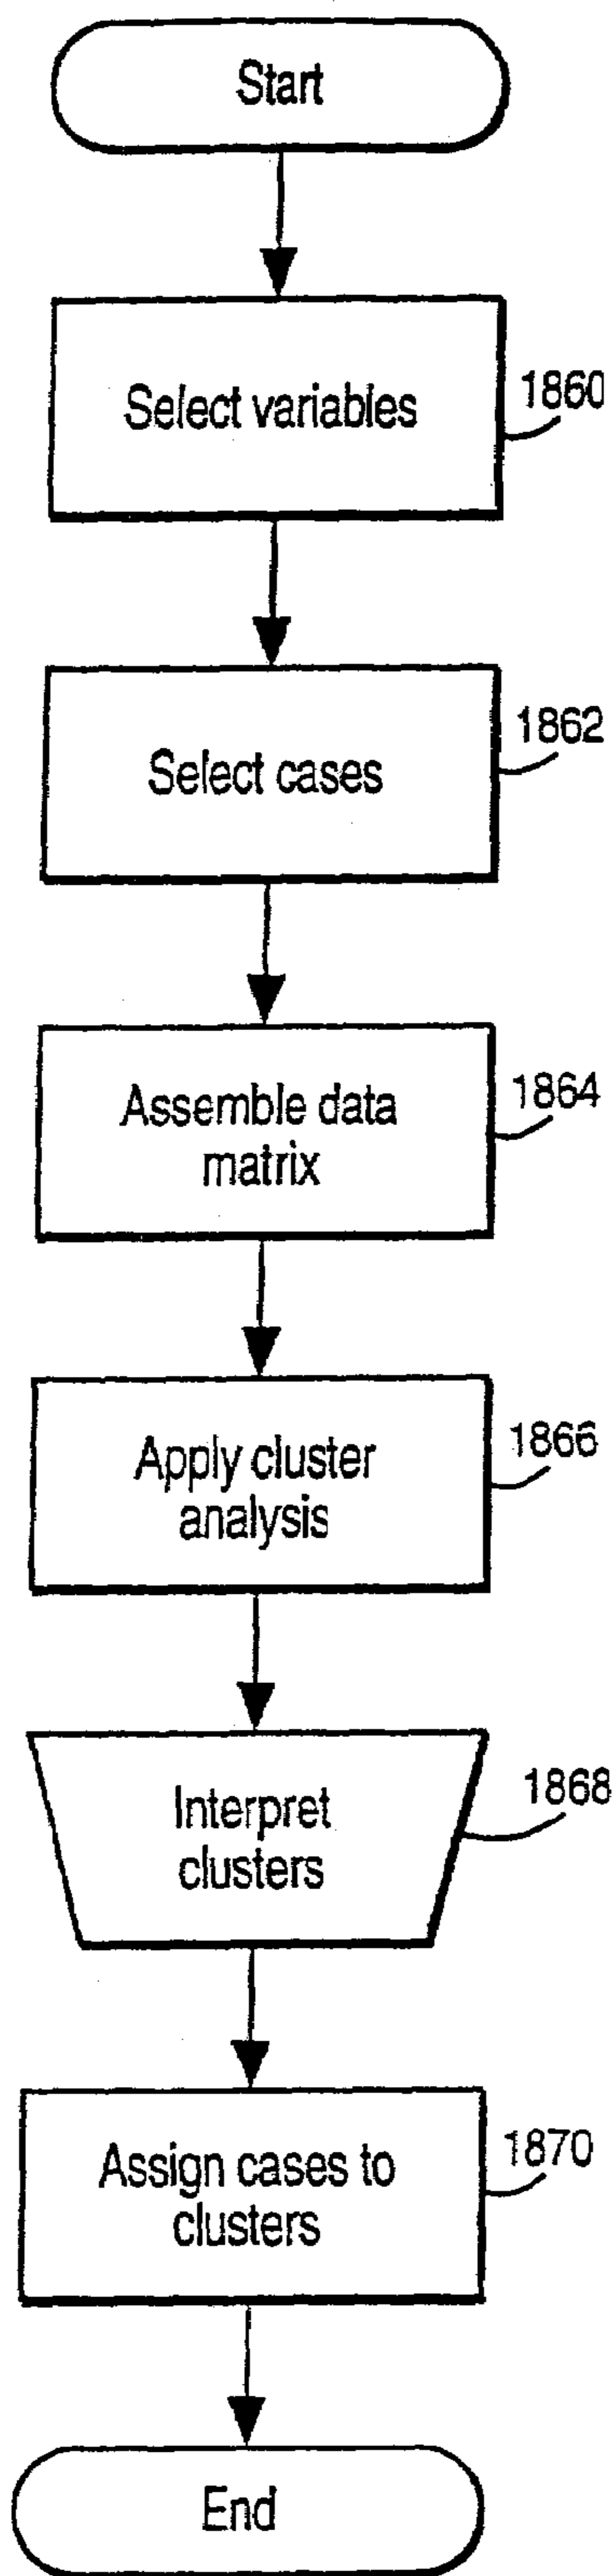 Start
Select variables
1860
Select cases
1862
Assemble data
matrix
1864
Apply cluster
analysis
1866
Interpret
clusters
1868
Assign cases to
clusters
1870
End